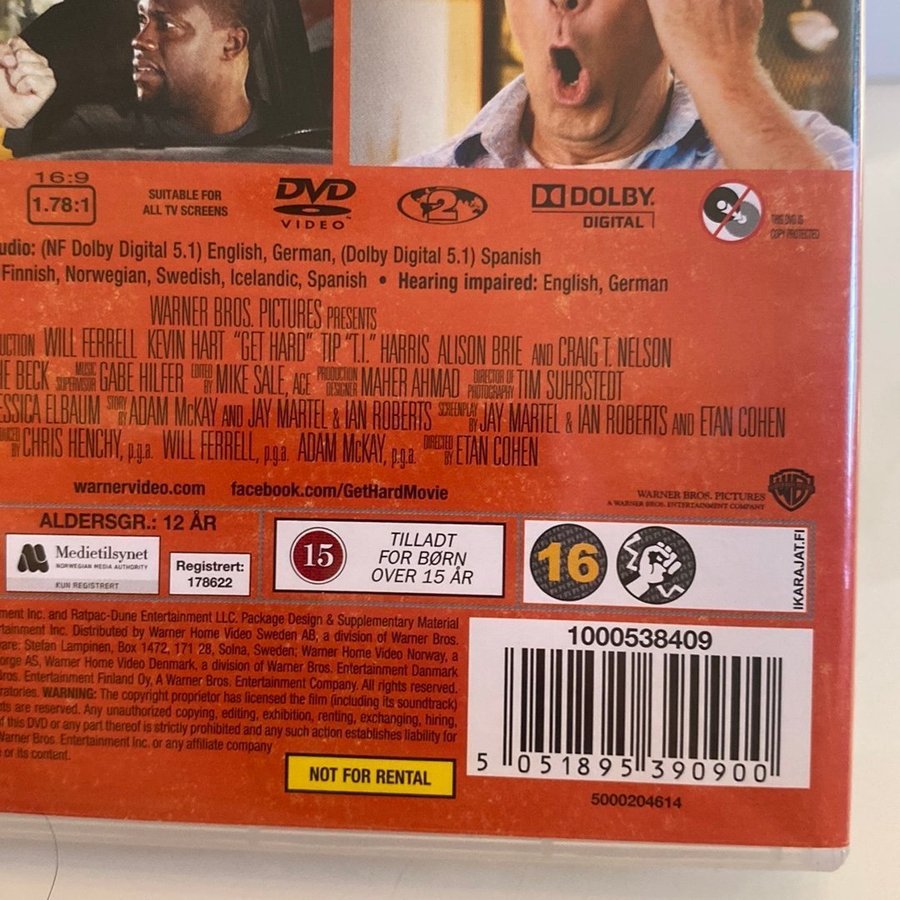 16:9
1.78:1
SUITABLE FOR
ALL TV SCREENS
DVD
VIDEO
2
DOLBY
DIGITAL
THIS DVD IS
COPY PROTECTED
udio: (NF Dolby Digital 5.1) English, German, (Dolby Digital 5.1) Spanish
Finnish, Norwegian, Swedish, Icelandic, Spanish • Hearing impaired: English, German
WARNER BROS. PICTURES PRESENTS
UCTION WILL FERRELL KEVIN HART "GET HARD" TIP "T.I." HARRIS ALISON BRIE AND CRAIG T. NELSON
IE BECK MUSIC SUPERVISOR GABE HILFER EDITED BY MIKE SALE, ACE PRODUCTION DESIGNER MAHER AHMAD DIRECTOR OF PHOTOGRAPHY TIM SUHRSTEDT
ESSICA ELBAUM STORY BY ADAM McKAY AND JAY MARTEL & IAN ROBERTS SCREENPLAY BY JAY MARTEL & IAN ROBERTS AND ETAN COHEN
BY CHRIS HENCHY, p.g.a. WILL FERRELL, p.g.a. ADAM McKAY, p.g.a. DIRECTED BY ETAN COHEN
warnervideo.com facebook.com/GetHardMovie
WARNER BROS. PICTURES
A WARNER BROS. ENTERTAINMENT COMPANY
ALDERSGR.: 12 ÅR
Medietilsynet
NORWEGIAN MEDIA AUTHORITY
KUN REGISTRERT
Registrert:
178622
15
TILLADT
FOR BØRN
OVER 15 ÅR
16
IKARAJAT.FI
ment Inc. and Ratpac-Dune Entertainment LLC. Package Design & Supplementary Material
rtainment Inc. Distributed by Warner Home Video Sweden AB, a division of Warner Bros.
are: Stefan Lampinen, Box 1472, 171 28, Solna, Sweden; Warner Home Video Norway, a
orge AS, Warner Home Video Denmark, a division of Warner Bros. Entertainment Danmark
Bros. Entertainment Finland Oy, A Warner Bros. Entertainment Company. All rights reserved.
ratories. WARNING: The copyright proprietor has licensed the film (including its soundtrack)
nts are reserved. Any unauthorized copying, editing, exhibition, renting, exchanging, hiring,
f this DVD or any part thereof is strictly prohibited and any such action establishes liability for
Warner Bros. Entertainment Inc. or any affiliate company
e or its content.
NOT FOR RENTAL
1000538409
5 051895 390900
5000204614